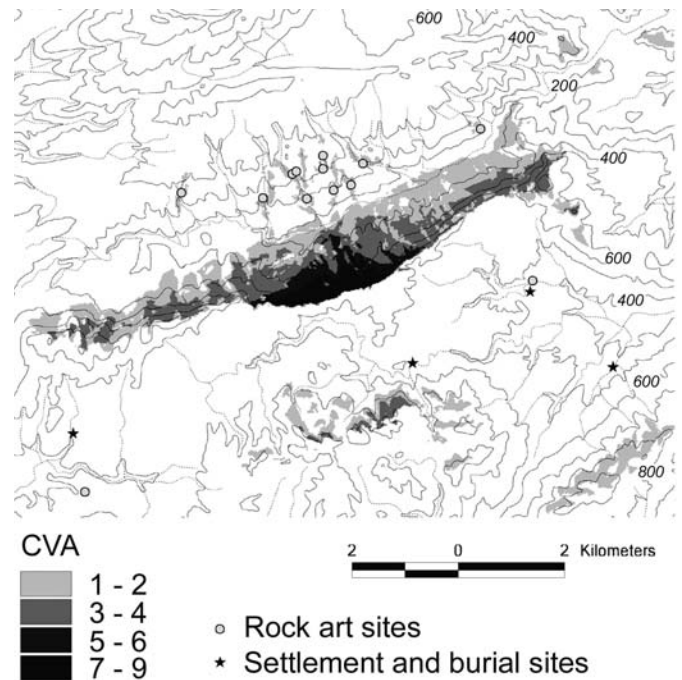 600
400
200
400
600
400
600
800
CVA
1 - 2
3 - 4
5 - 6
7 - 9
2 0 2 Kilometers
Rock art sites
Settlement and burial sites